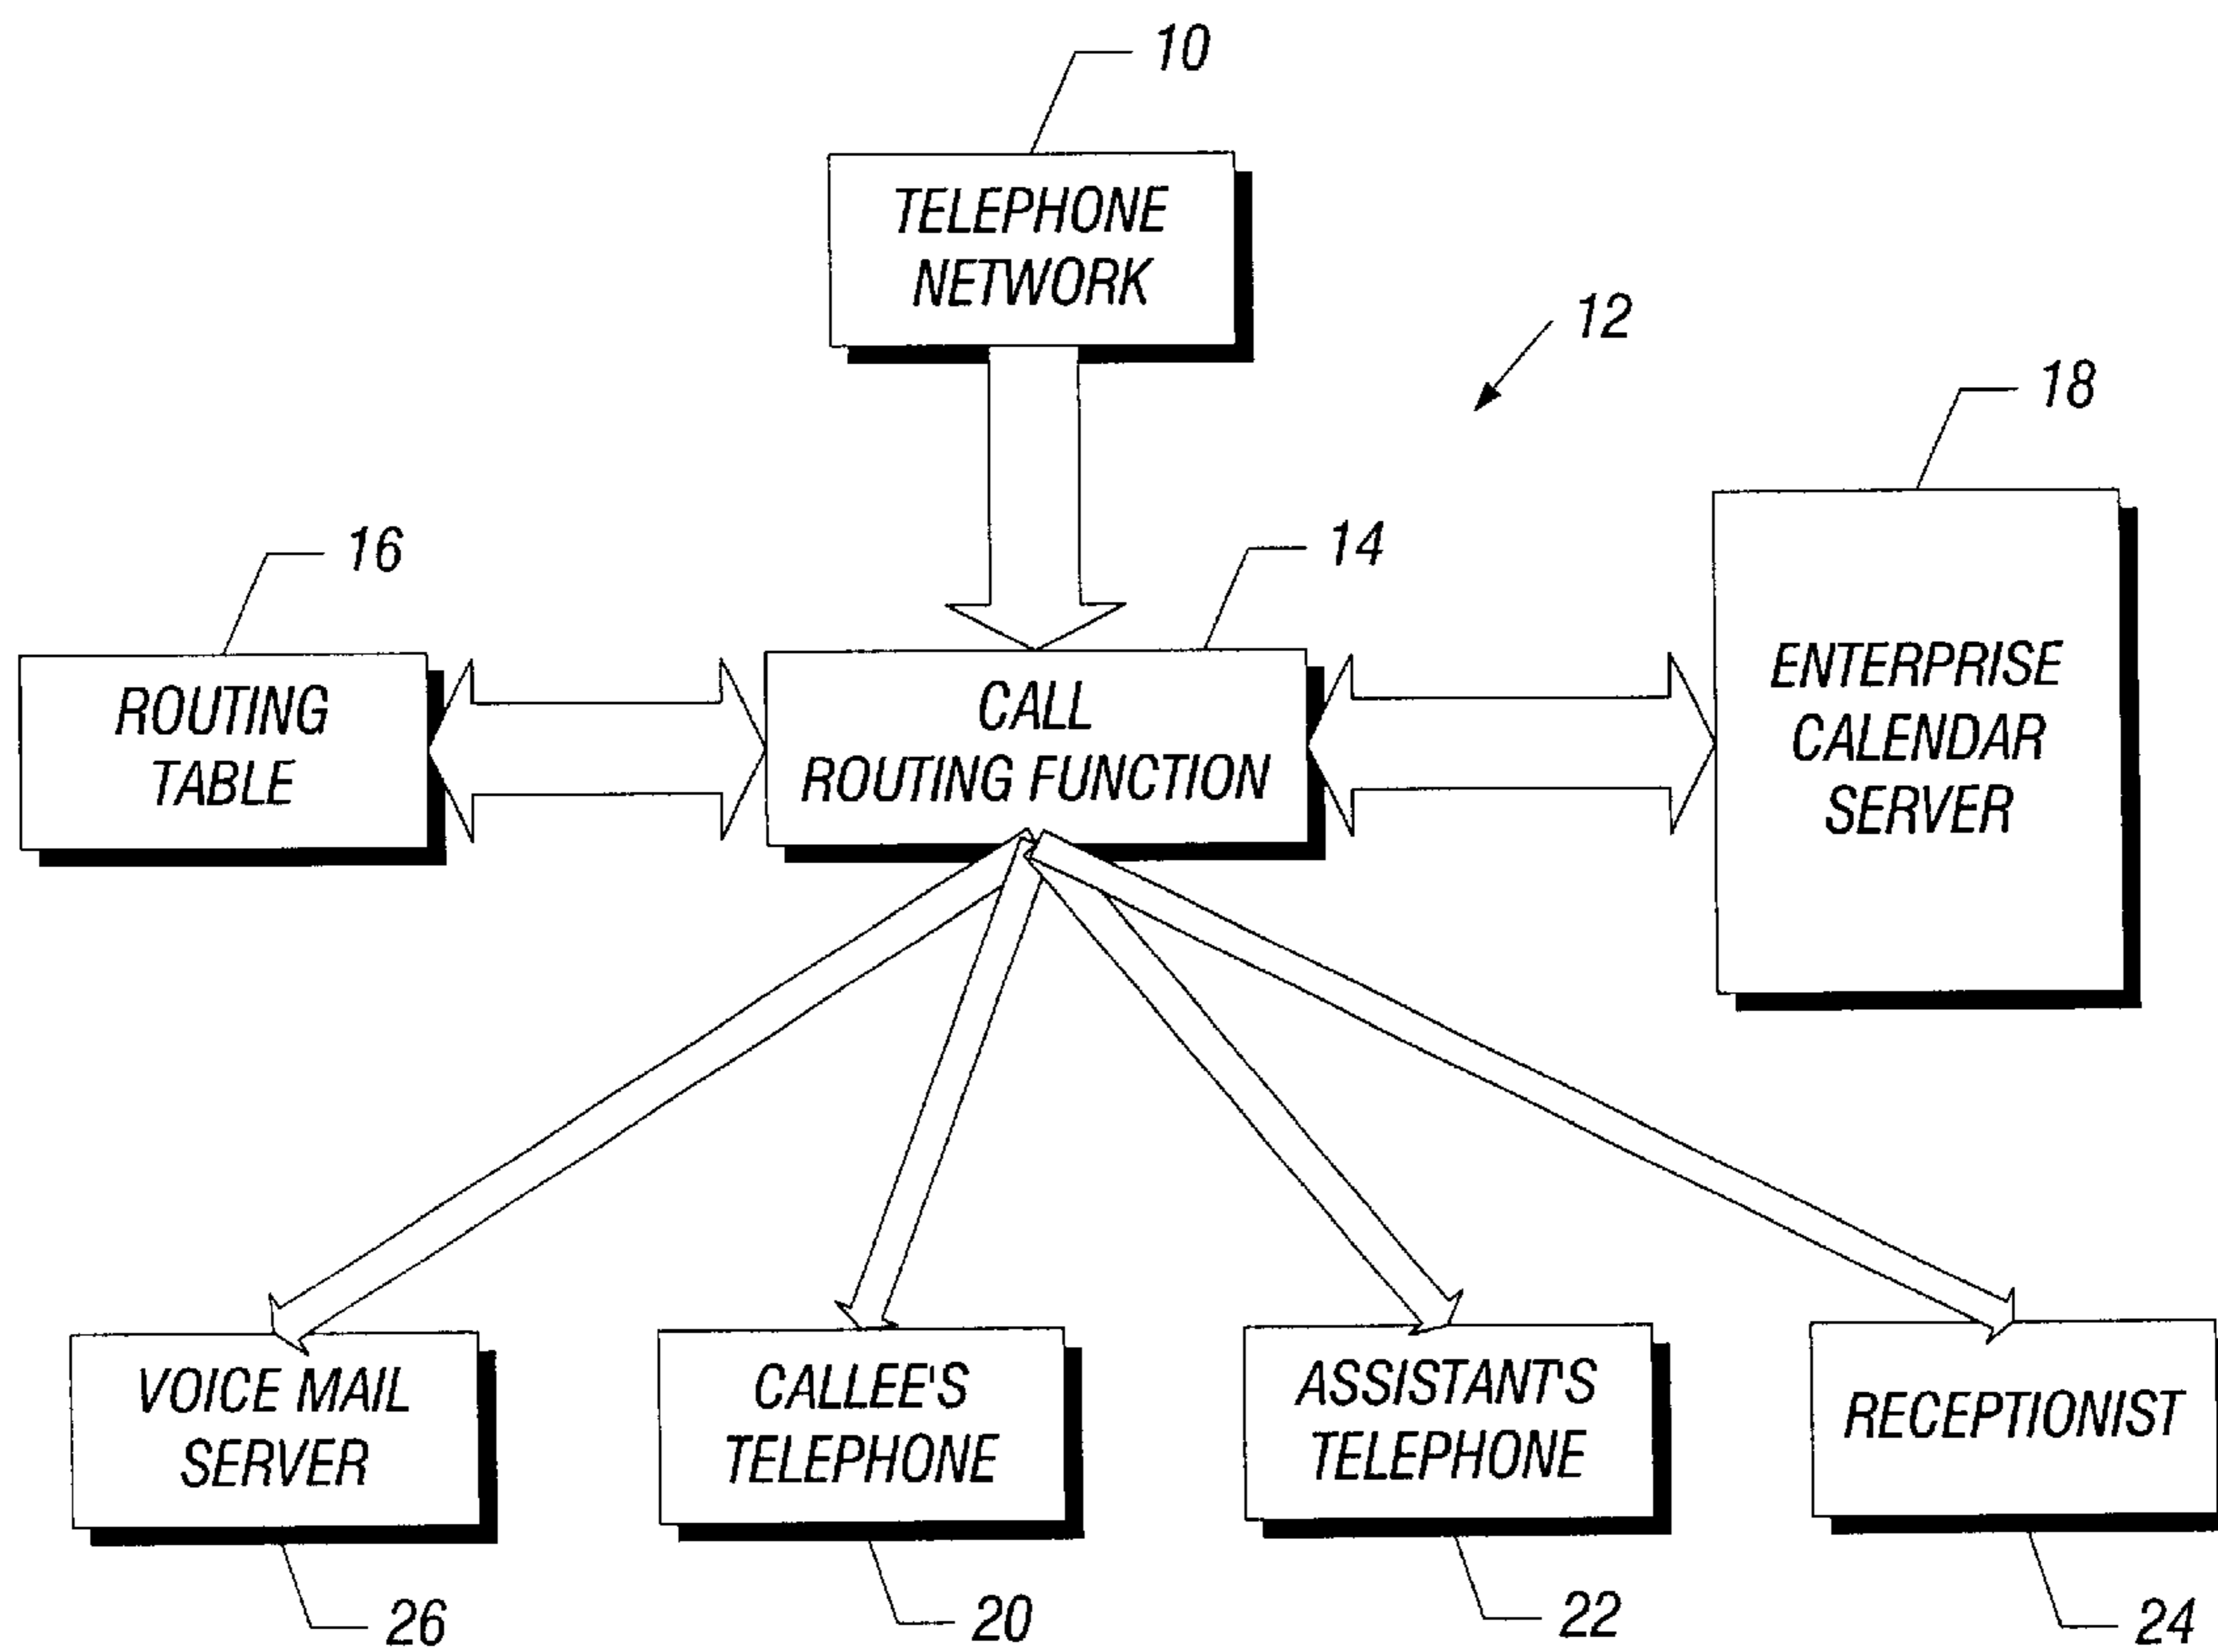 10
TELEPHONE
NETWORK
12
18
16
14
ROUTING
TABLE
CALL
ROUTING FUNCTION
ENTERPRISE
CALENDAR
SERVER
VOICE MAIL
SERVER
CALLEE'S
TELEPHONE
ASSISTANT'S
TELEPHONE
RECEPTIONIST
26
20
22
24